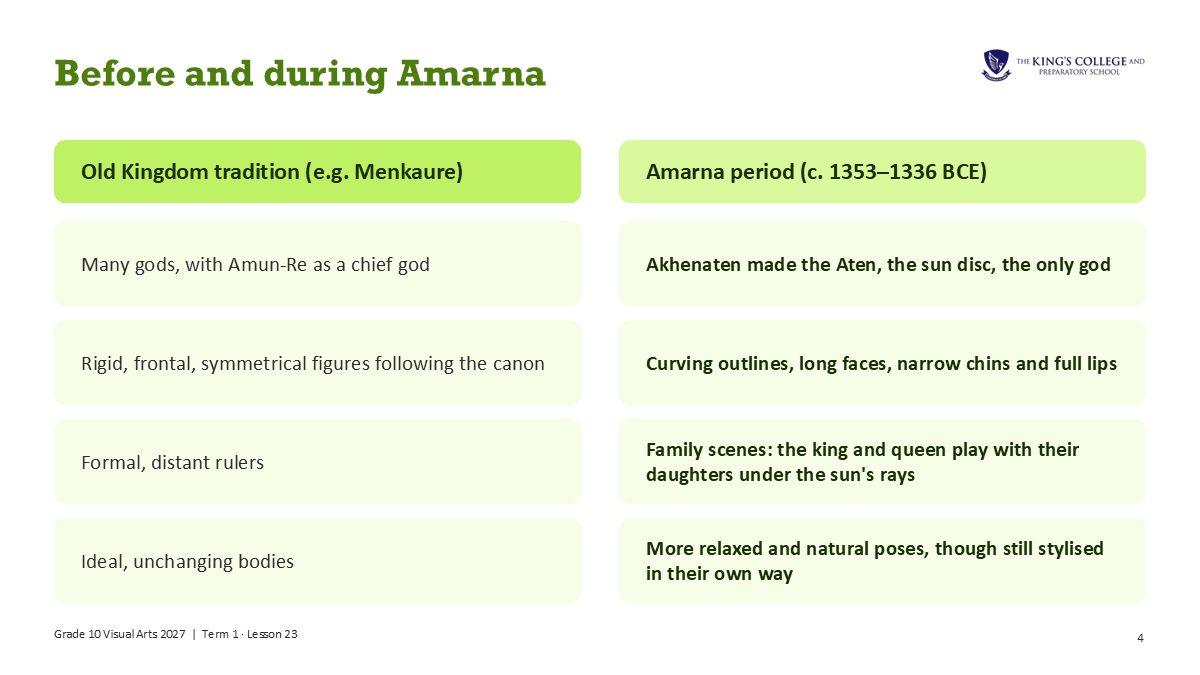 Before and during Amarna
THE KING'S COLLEGE AND
PREPARATORY SCHOOL
Old Kingdom tradition (e.g. Menkaure)
Amarna period (c. 1353–1336 BCE)
Many gods, with Amun-Re as a chief god
Akhenaten made the Aten, the sun disc, the only god
Rigid, frontal, symmetrical figures following the canon
Curving outlines, long faces, narrow chins and full lips
Formal, distant rulers
Family scenes: the king and queen play with their
daughters under the sun's rays
Ideal, unchanging bodies
More relaxed and natural poses, though still stylised
in their own way
Grade 10 Visual Arts 2027 | Term 1 · Lesson 23
4